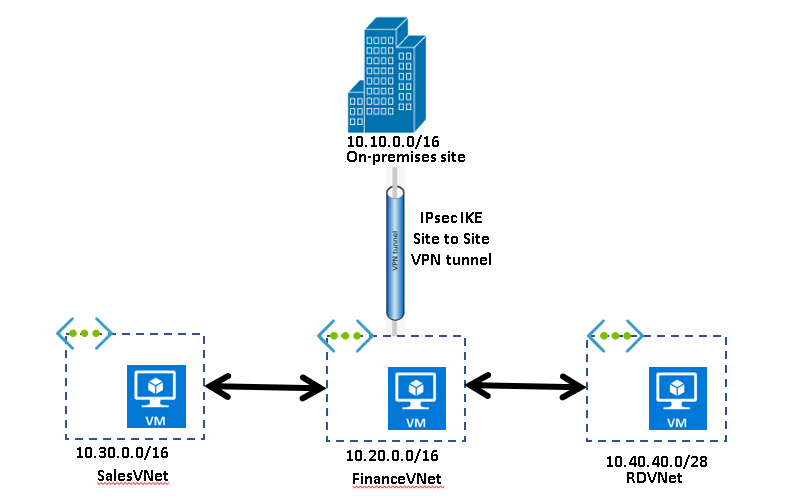 10.10.0.0/16
On-premises site
IPsec IKE
Site to Site
VPN tunnel
VPN tunnel
VM
VM
VM
10.30.0.0/16
SalesVNet
10.20.0.0/16
FinanceVNet
10.40.40.0/28
RDVNet